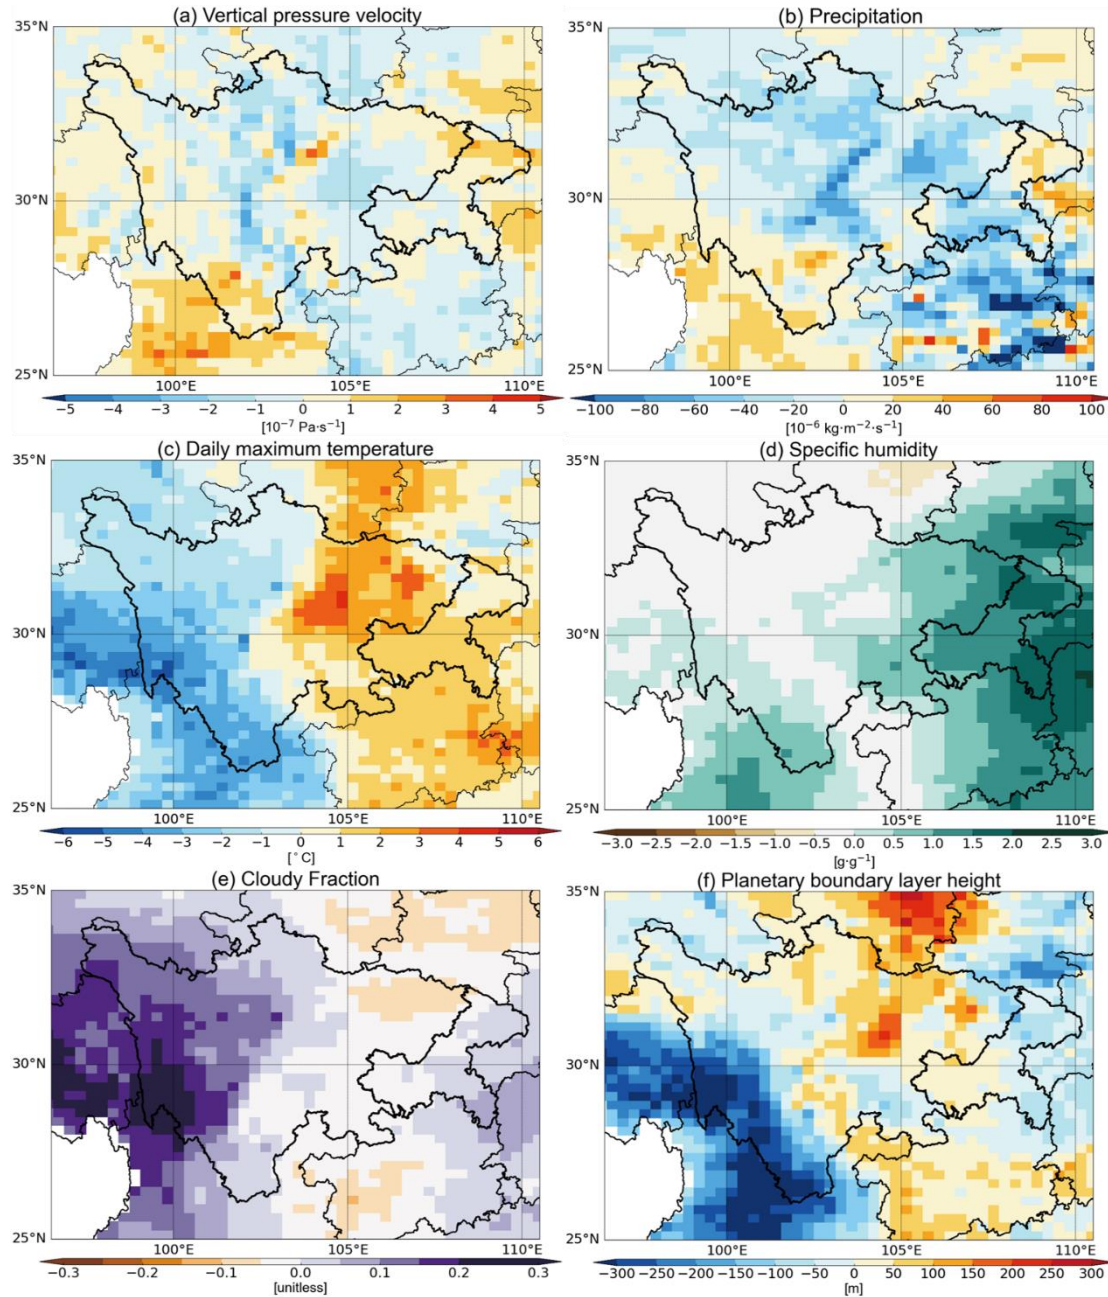 (a) Vertical pressure velocity
(b) Precipitation
35°N
35°N
30°N
30°N
25°N
25°N
100°E
105°E
110°E
100°E
105°E
110°E
−5 −4 −3 −2 −1 0 1 2 3 4 5
[10⁻⁷ Pa·s⁻¹]
−100 −80 −60 −40 −20 0 20 40 60 80 100
[10⁻⁶ kg·m⁻²·s⁻¹]
(c) Daily maximum temperature
(d) Specific humidity
35°N
35°N
30°N
30°N
25°N
25°N
100°E
105°E
110°E
100°E
105°E
110°E
−6 −5 −4 −3 −2 −1 0 1 2 3 4 5 6
[°C]
−3.0 −2.5 −2.0 −1.5 −1.0 −0.5 0.0 0.5 1.0 1.5 2.0 2.5 3.0
[g·g⁻¹]
(e) Cloudy Fraction
(f) Planetary boundary layer height
35°N
35°N
30°N
30°N
25°N
25°N
100°E
105°E
110°E
100°E
105°E
110°E
−0.3 −0.2 −0.1 0.0 0.1 0.2 0.3
[unitless]
−300 −250 −200 −150 −100 −50 0 50 100 150 200 250 300
[m]